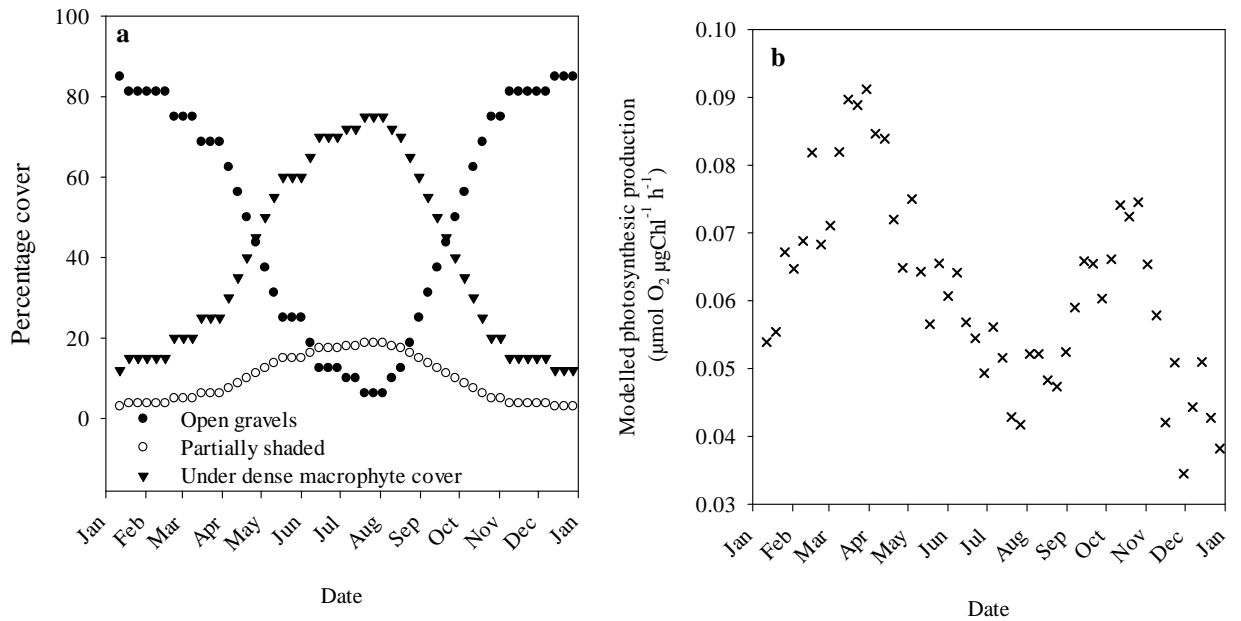 a
100
80
60
40
20
0
Percentage cover
Open gravels
Partially shaded
Under dense macrophyte cover
Jan
Feb
Mar
Apr
May
Jun
Jul
Aug
Sep
Oct
Nov
Dec
Jan
Date
b
0.10
0.09
0.08
0.07
0.06
0.05
0.04
0.03
Modelled photosynthesic production
(µmol O₂ µgChl⁻¹ h⁻¹)
Jan
Feb
Mar
Apr
May
Jun
Jul
Aug
Sep
Oct
Nov
Dec
Jan
Date